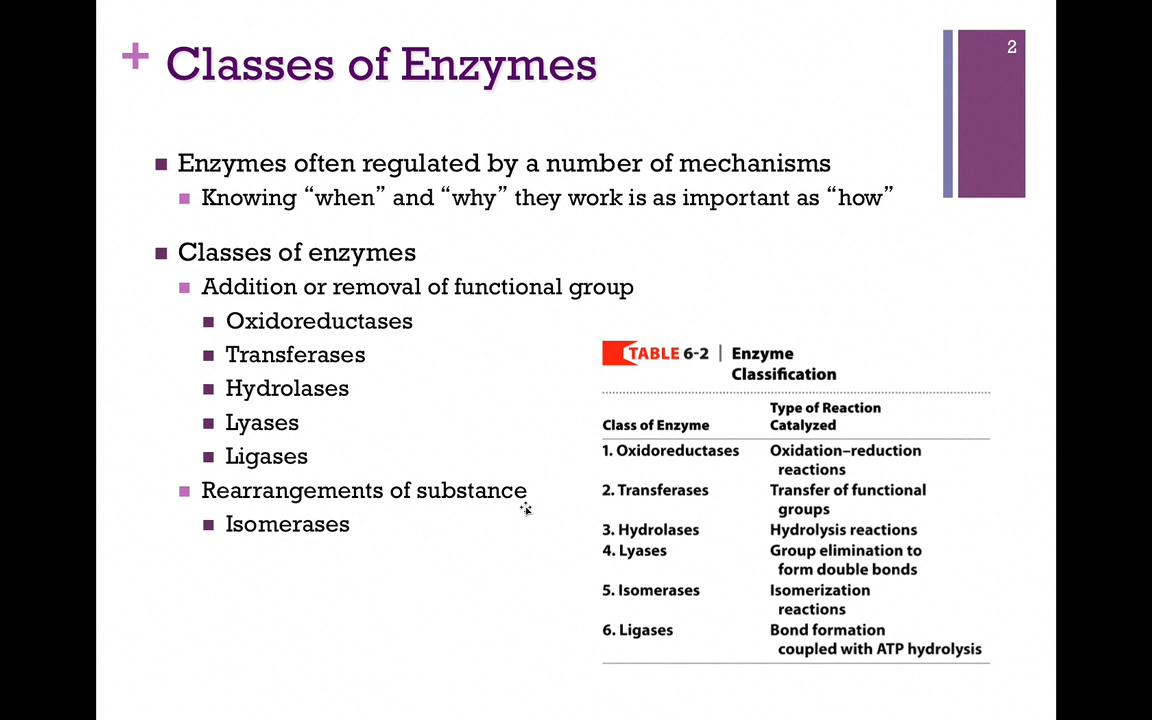 2
+ Classes of Enzymes
■ Enzymes often regulated by a number of mechanisms
■ Knowing “when” and “why” they work is as important as “how”
■ Classes of enzymes
■ Addition or removal of functional group
■ Oxidoreductases
■ Transferases
■ Hydrolases
■ Lyases
■ Ligases
■ Rearrangements of substance
■ Isomerases
TABLE 6-2 | Enzyme
Classification
Type of Reaction
Class of Enzyme Catalyzed
1. Oxidoreductases Oxidation–reduction
reactions
2. Transferases Transfer of functional
groups
3. Hydrolases Hydrolysis reactions
4. Lyases Group elimination to
form double bonds
5. Isomerases Isomerization
reactions
6. Ligases Bond formation
coupled with ATP hydrolysis